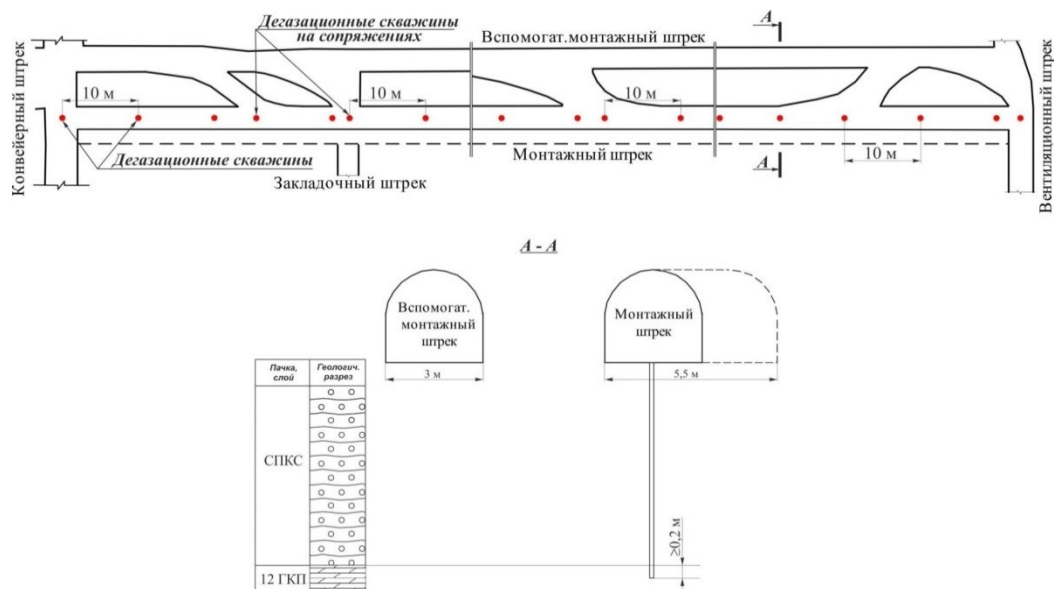 Дегазационные скважины
на сопряжениях
А
Вспомогат.монтажный штрек
Конвейерный штрек
Вентиляционный штрек
10 м
10 м
10 м
Дегазационные скважины
Монтажный штрек
А
10 м
Закладочный штрек
А - А
Вспомогат.
монтажный
штрек
Монтажный
штрек
3 м
5,5 м
Пачка,
слой
Геологич.
разрез
СПКС
≥0,2 м
12 ГКП